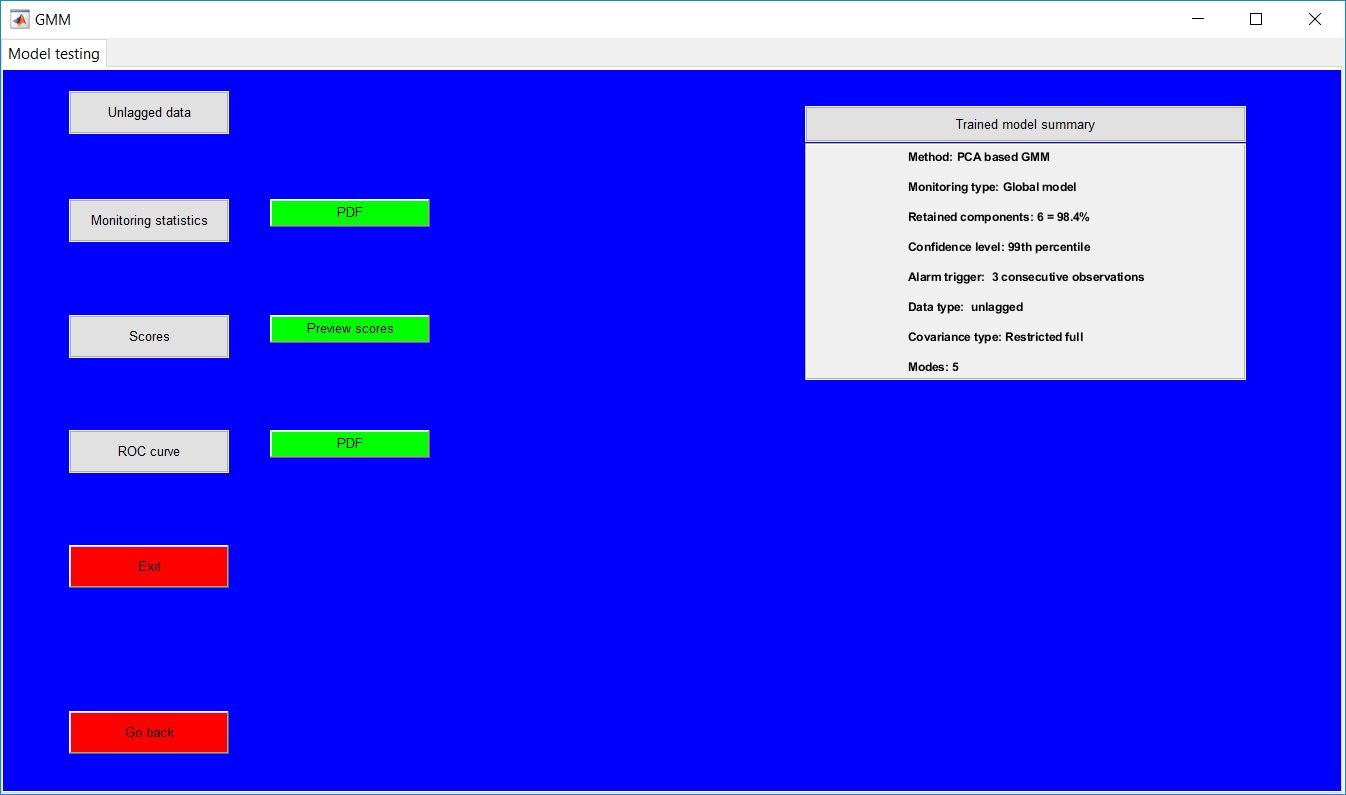 GMM
Model testing
Unlagged data
Monitoring statistics
PDF
Scores
Preview scores
ROC curve
PDF
Exit
Go back
Trained model summary
Method: PCA based GMM
Monitoring type: Global model
Retained components: 6 = 98.4%
Confidence level: 99th percentile
Alarm trigger:  3 consecutive observations
Data type:  unlagged
Covariance type: Restricted full
Modes: 5